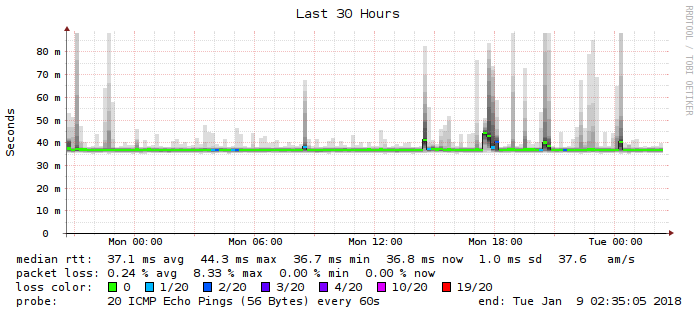 Last 30 Hours
RRDTOOL / TOBI OETIKER
Seconds
80 m
70 m
60 m
50 m
40 m
30 m
20 m
10 m
0
Mon 00:00 Mon 06:00 Mon 12:00 Mon 18:00 Tue 00:00
median rtt: 37.1 ms avg 44.3 ms max 36.7 ms min 36.8 ms now 1.0 ms sd 37.6 am/s
packet loss: 0.24 % avg 8.33 % max 0.00 % min 0.00 % now
loss color: 0 1/20 2/20 3/20 4/20 10/20 19/20
probe: 20 ICMP Echo Pings (56 Bytes) every 60s end: Tue Jan 9 02:35:05 2018